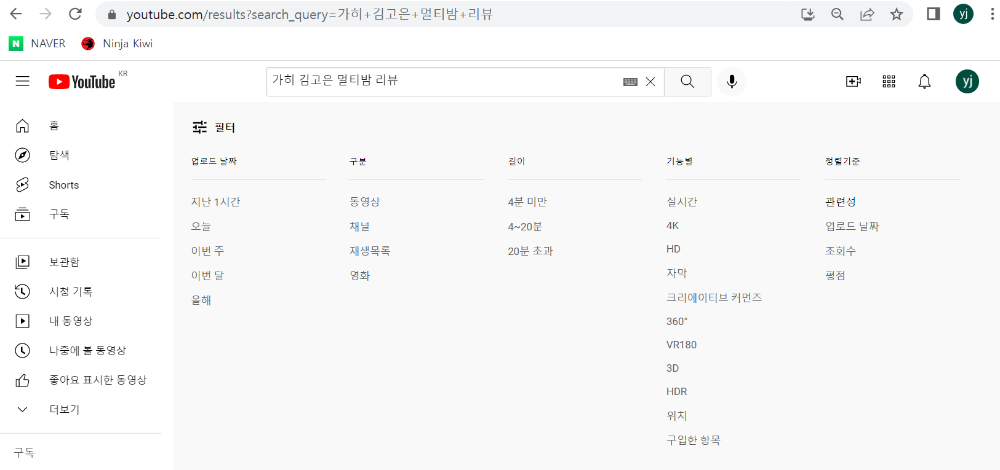 youtube.com/results?search_query=가히+김고은+멀티밤+리뷰
yj
N NAVER
Ninja Kiwi
YouTube KR
가히 김고은 멀티밤 리뷰
yj
홈
탐색
Shorts
구독
보관함
시청 기록
내 동영상
나중에 볼 동영상
좋아요 표시한 동영상
더보기
구독
필터
업로드 날짜
지난 1시간
오늘
이번 주
이번 달
올해
구분
동영상
채널
재생목록
영화
길이
4분 미만
4~20분
20분 초과
기능별
실시간
4K
HD
자막
크리에이티브 커먼즈
360°
VR180
3D
HDR
위치
구입한 항목
정렬기준
관련성
업로드 날짜
조회수
평점